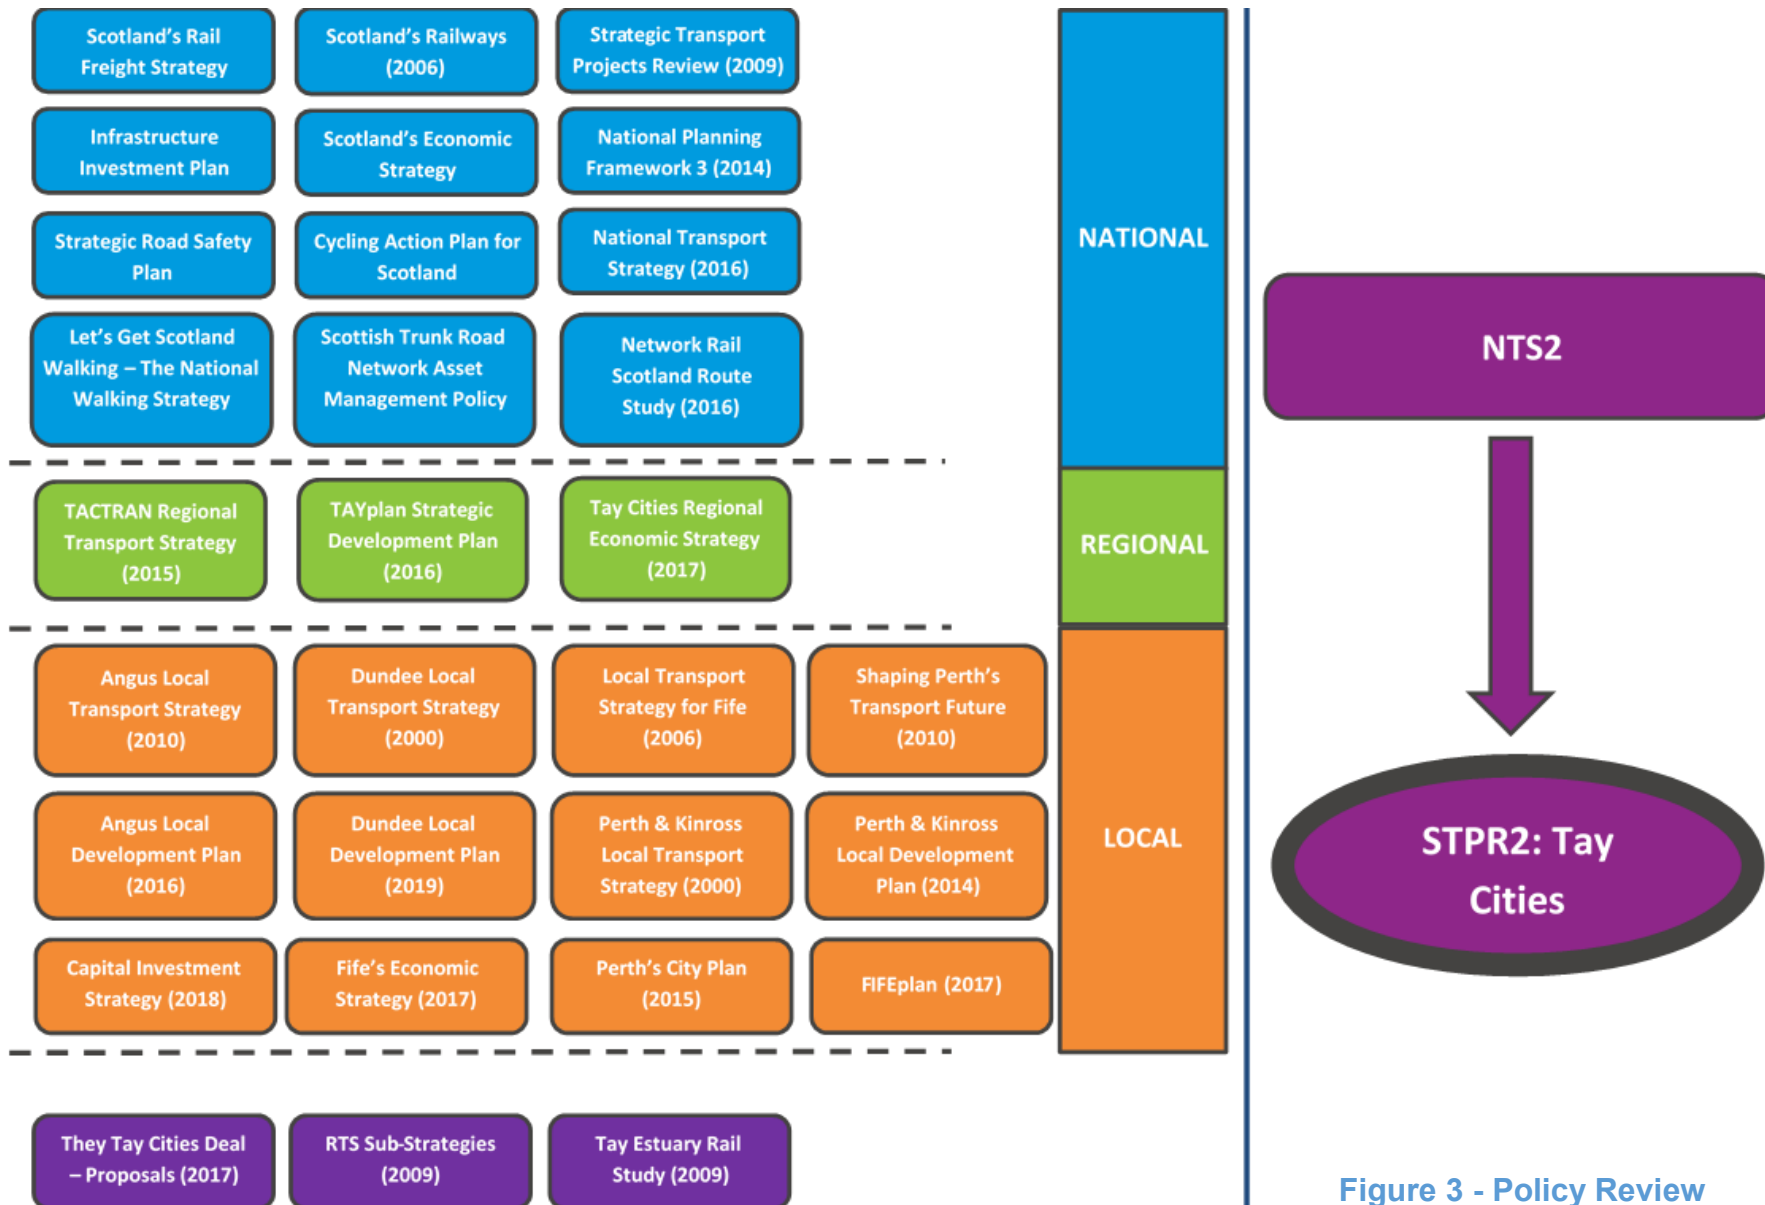 Scotland's Rail
Freight Strategy
Scotland's Railways
(2006)
Strategic Transport
Projects Review (2009)
Infrastructure
Investment Plan
Scotland's Economic
Strategy
National Planning
Framework 3 (2014)
Strategic Road Safety
Plan
Cycling Action Plan for
Scotland
National Transport
Strategy (2016)
Let's Get Scotland
Walking – The National
Walking Strategy
Scottish Trunk Road
Network Asset
Management Policy
Network Rail
Scotland Route
Study (2016)
NATIONAL
TACTRAN Regional
Transport Strategy
(2015)
TAYplan Strategic
Development Plan
(2016)
Tay Cities Regional
Economic Strategy
(2017)
REGIONAL
Angus Local
Transport Strategy
(2010)
Dundee Local
Transport Strategy
(2000)
Local Transport
Strategy for Fife
(2006)
Shaping Perth's
Transport Future
(2010)
Angus Local
Development Plan
(2016)
Dundee Local
Development Plan
(2019)
Perth & Kinross
Local Transport
Strategy (2000)
Perth & Kinross
Local Development
Plan (2014)
Capital Investment
Strategy (2018)
Fife's Economic
Strategy (2017)
Perth's City Plan
(2015)
FIFEplan (2017)
LOCAL
They Tay Cities Deal
– Proposals (2017)
RTS Sub-Strategies
(2009)
Tay Estuary Rail
Study (2009)
NTS2
STPR2: Tay
Cities
Figure 3 - Policy Review